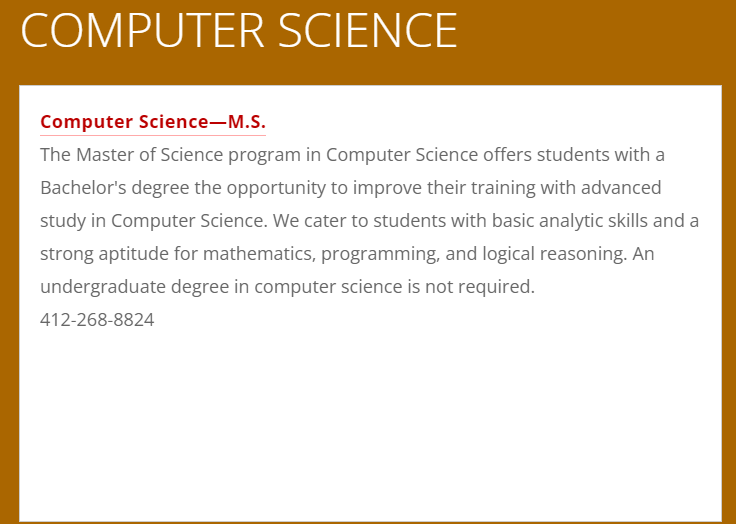 COMPUTER SCIENCE
Computer Science—M.S.
The Master of Science program in Computer Science offers students with a
Bachelor's degree the opportunity to improve their training with advanced
study in Computer Science. We cater to students with basic analytic skills and a
strong aptitude for mathematics, programming, and logical reasoning. An
undergraduate degree in computer science is not required.
412-268-8824